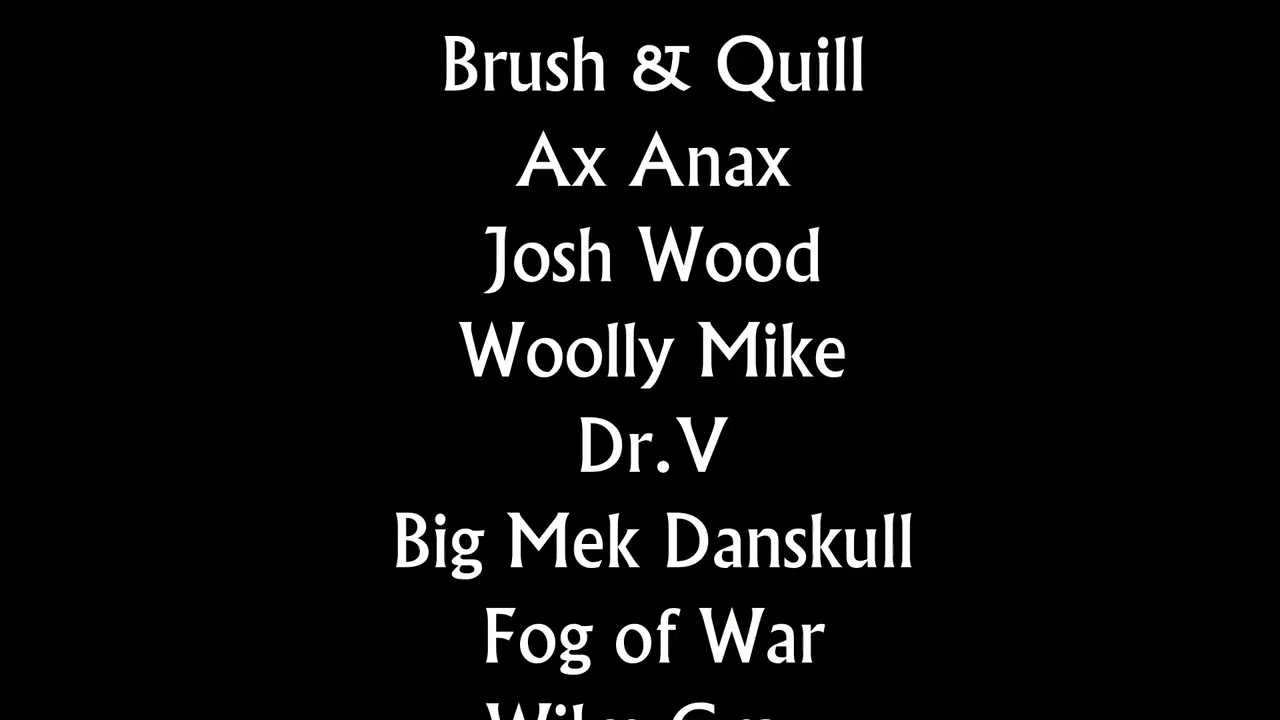 Brush & Quill
Ax Anax
Josh Wood
Woolly Mike
Dr.V
Big Mek Danskull
Fog of War